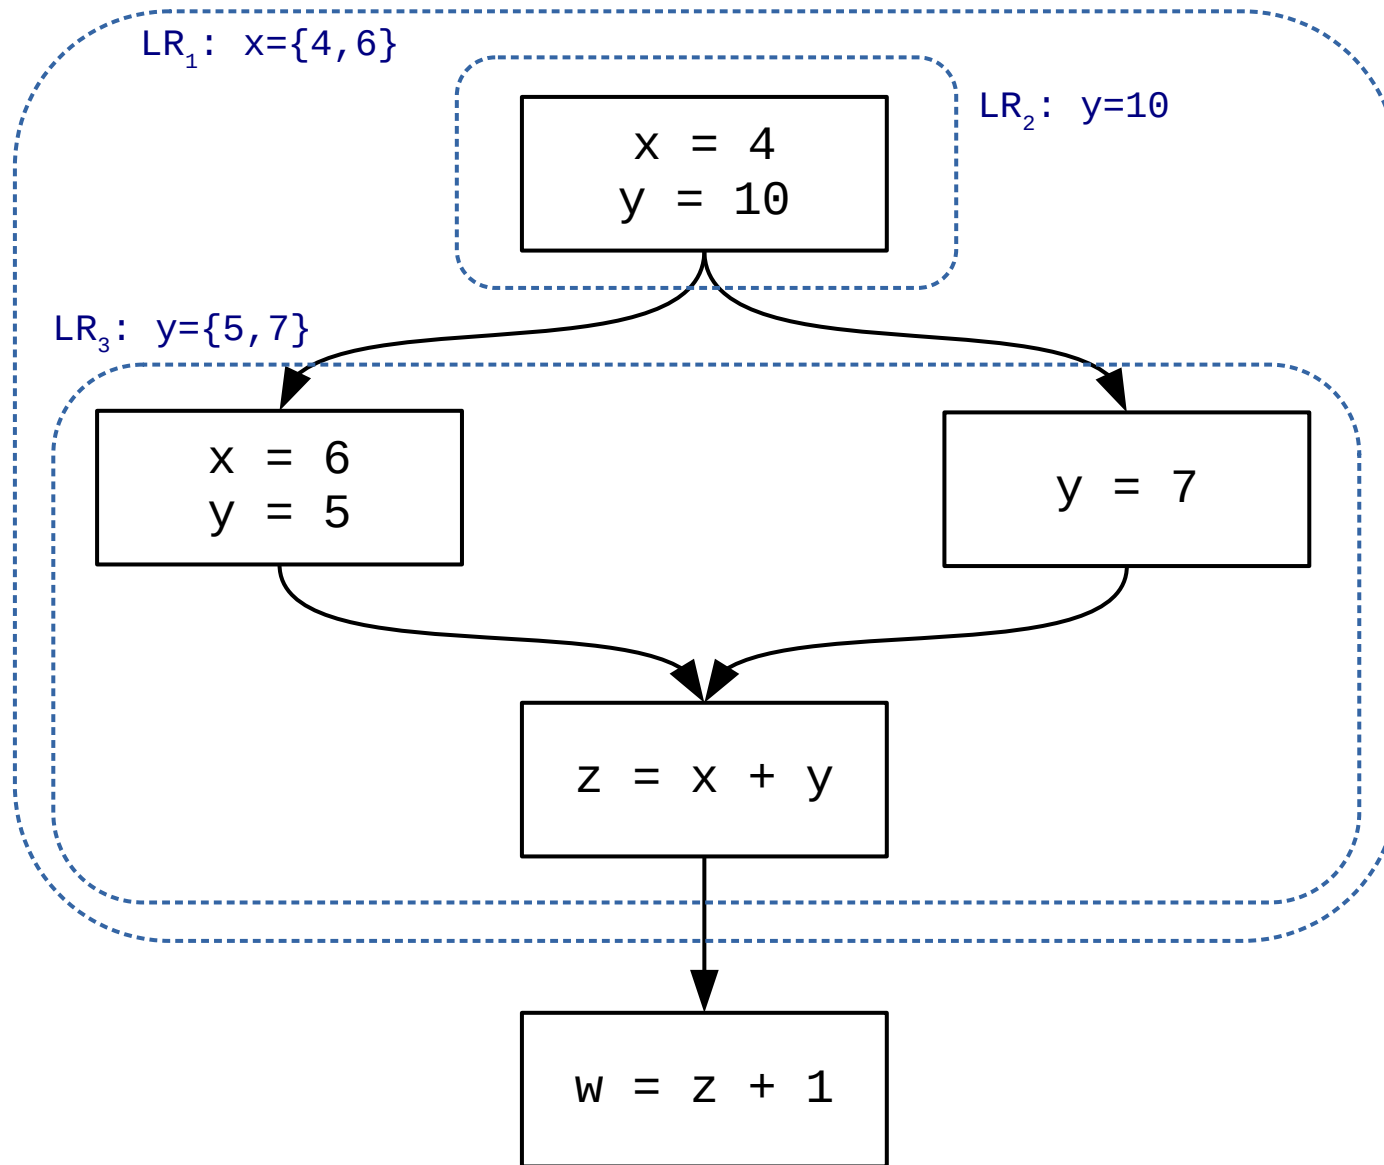 LR₁: x={4,6}
LR₂: y=10
x = 4
y = 10
LR₃: y={5,7}
x = 6
y = 5
y = 7
z = x + y
w = z + 1